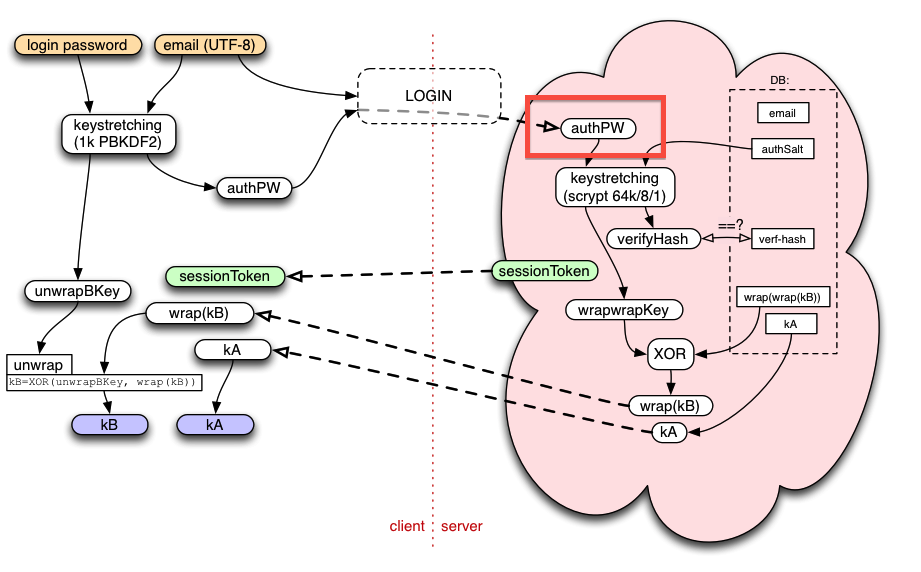 login password
email (UTF-8)
LOGIN
DB:
email
authPW
authSalt
keystretching
(1k PBKDF2)
authPW
keystretching
(scrypt 64k/8/1)
==?
verifyHash
verf-hash
sessionToken
sessionToken
unwrapBKey
wrap(kB)
wrapwrapKey
wrap(wrap(kB))
kA
kA
XOR
unwrap
kB=XOR(unwrapBKey, wrap(kB))
wrap(kB)
kB
kA
kA
client
server